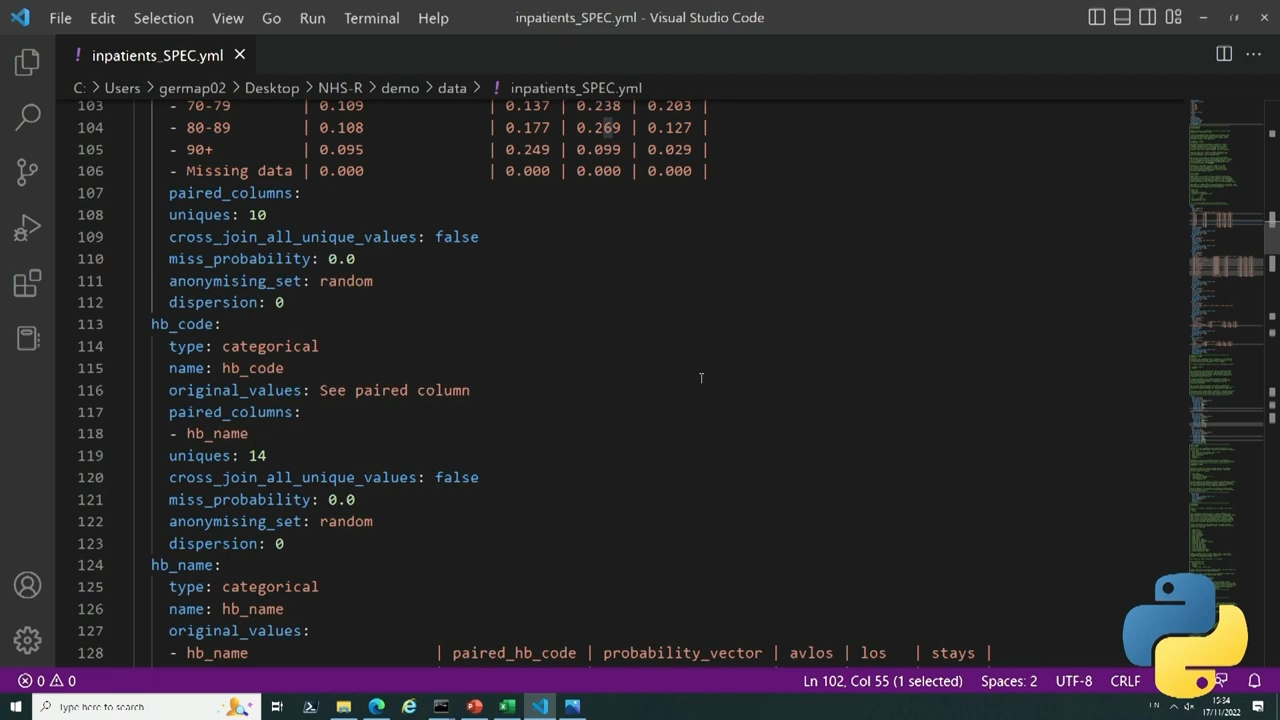 File Edit Selection View Go Run Terminal Help inpatients_SPEC.yml - Visual Studio Code
! inpatients_SPEC.yml
C: > Users > germap02 > Desktop > NHS-R > demo > data > ! inpatients_SPEC.yml
103 - 70-79 | 0.109 | 0.137 | 0.238 | 0.203 |
104 - 80-89 | 0.108 | 0.177 | 0.269 | 0.127 |
105 - 90+ | 0.095 | 0.249 | 0.099 | 0.029 |
106 - Missing data | 0.000 0.000 | 0.000 | 0.000 |
107 paired_columns:
108 uniques: 10
109 cross_join_all_unique_values: false
110 miss_probability: 0.0
111 anonymising_set: random
112 dispersion: 0
113 hb_code:
114 type: categorical
115 name: hb_code
116 original_values: See paired column
117 paired_columns:
118 - hb_name
119 uniques: 14
120 cross_join_all_unique_values: false
121 miss_probability: 0.0
122 anonymising_set: random
123 dispersion: 0
124 hb_name:
125 type: categorical
126 name: hb_name
127 original_values:
128 - hb_name | paired_hb_code | probability_vector | avlos | los | stays |
0 0 Ln 102, Col 55 (1 selected) Spaces: 2 UTF-8 CRLF
Type here to search
EN 15:34
17/11/2022